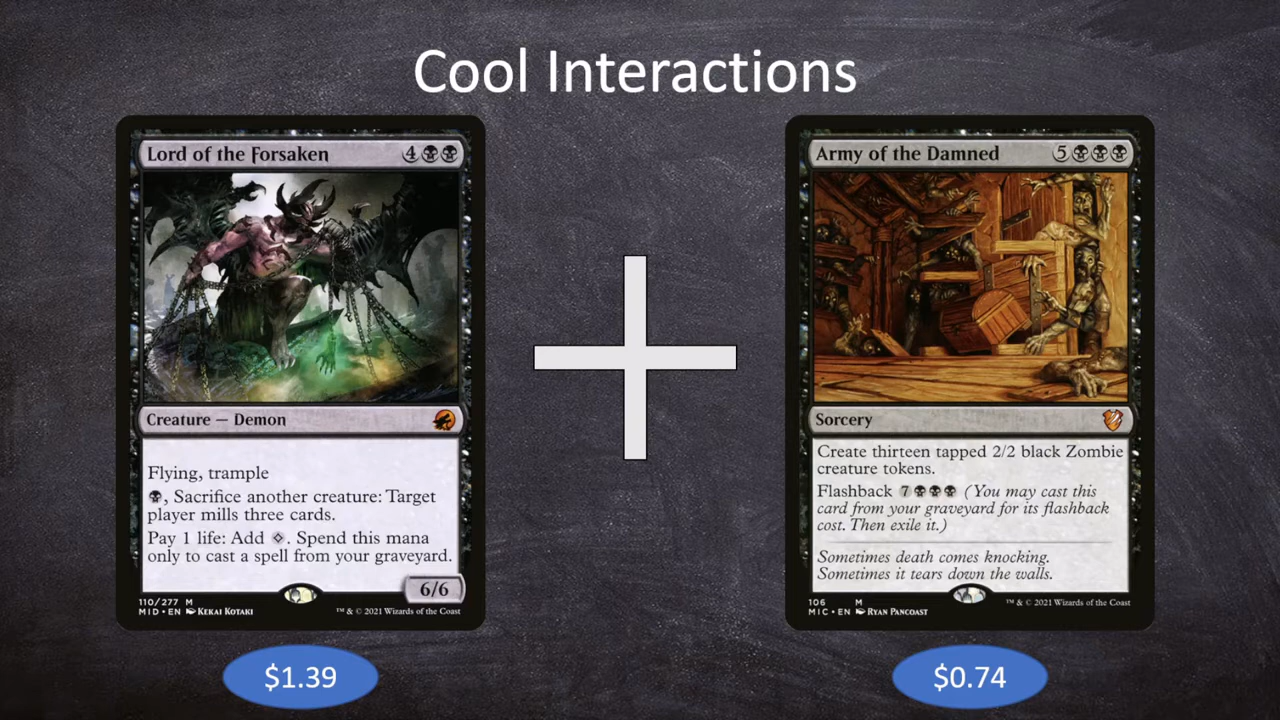 Cool Interactions
Lord of the Forsaken 4
Creature — Demon
Flying, trample
, Sacrifice another creature: Target
player mills three cards.
Pay 1 life: Add . Spend this mana
only to cast a spell from your graveyard.
6/6
110/277 M
MID • EN KEKAI KOTAKI
™ & © 2021 Wizards of the Coast
$1.39
Army of the Damned 5
Sorcery
Create thirteen tapped 2/2 black Zombie
creature tokens.
Flashback 7 (You may cast this
card from your graveyard for its flashback
cost. Then exile it.)
Sometimes death comes knocking.
Sometimes it tears down the walls.
106 M
MIC • EN RYAN PANCOAST
™ & © 2021 Wizards of the Coast
$0.74